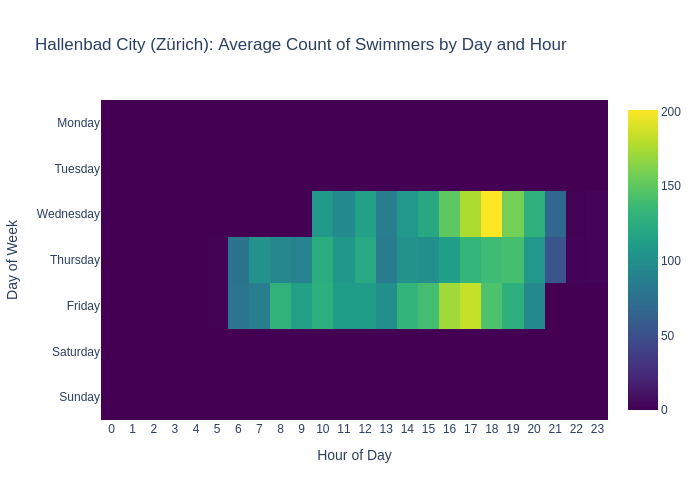 Hallenbad City (Zürich): Average Count of Swimmers by Day and Hour
Monday
Tuesday
Wednesday
Thursday
Friday
Saturday
Sunday
Day of Week
0 1 2 3 4 5 6 7 8 9 10 11 12 13 14 15 16 17 18 19 20 21 22 23
Hour of Day
200
150
100
50
0